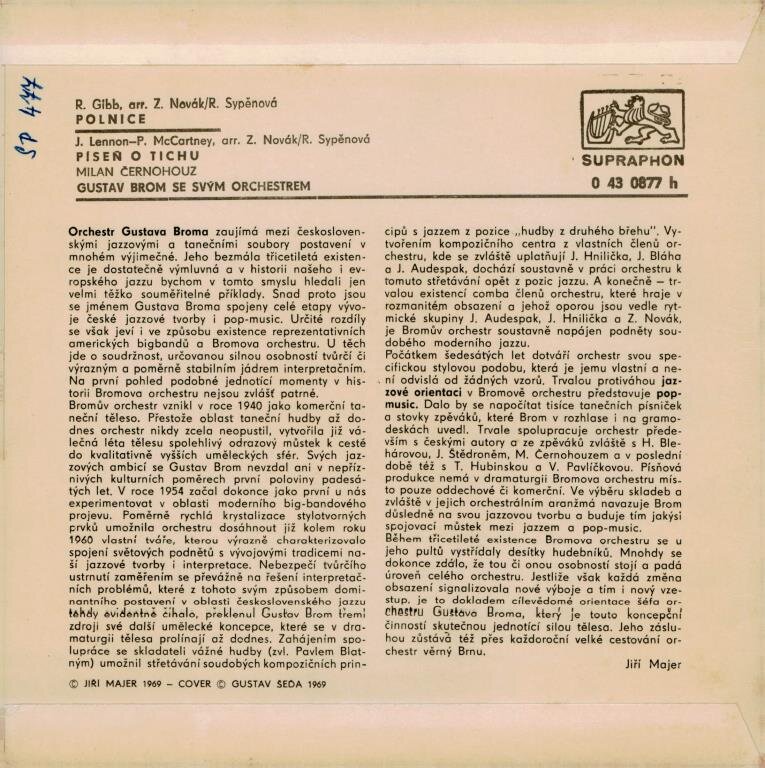 SP 477
R. Gibb, arr. Z. Novák/R. Sypěnová
POLNICE
J. Lennon—P. McCartney, arr. Z. Novák/R. Sypěnová
PÍSEŇ O TICHU
MILAN ČERNOHOUZ
GUSTAV BROM SE SVÝM ORCHESTREM
SUPRAPHON
0 43 0877 h
Orchestr Gustava Broma zaujímá mezi českosloven-
skými jazzovými a tanečními soubory postavení v
mnohém výjimečné. Jeho bezmála třicetiletá existen-
ce je dostatečně výmluvná a v historii našeho i ev-
ropského jazzu bychom v tomto smyslu hledali jen
velmi těžko souměřitelné příklady. Snad proto jsou
se jménem Gustava Broma spojeny celé etapy vývo-
je české jazzové tvorby i pop-music. Určité rozdíly
se však jeví i ve způsobu existence reprezentativních
amerických bigbandů a Bromova orchestru. U těch
jde o soudržnost, určovanou silnou osobností tvůrčí či
výrazným a poměrně stabilním jádrem interpretačním.
Na první pohled podobné jednotící momenty v his-
torii Bromova orchestru nejsou zvlášť patrné.
Bromův orchestr vznikl v roce 1940 jako komerční ta-
neční těleso. Přestože oblast taneční hudby až do-
dnes orchestr nikdy zcela neopustil, vytvořila již vá-
lečná léta tělesu spolehlivý odrazový můstek k cestě
do kvalitativně vyšších uměleckých sfér. Svých jaz-
zových ambicí se Gustav Brom nevzdal ani v nepříz-
nivých kulturních poměrech první poloviny padesá-
tých let. V roce 1954 začal dokonce jako první u nás
experimentovat v oblasti moderního big-bandového
projevu. Poměrně rychlá krystalizace stylotvorných
prvků umožnila orchestru dosáhnout již kolem roku
1960 vlastní tváře, kterou výrazně charakterizovalo
spojení světových podnětů s vývojovými tradicemi na-
ší jazzové tvorby i interpretace. Nebezpečí tvůrčího
ustrnutí zaměřením se převážně na řešení interpretač-
ních problémů, které z tohoto svým způsobem domi-
nantního postavení v oblasti československého jazzu
tehdy evidentně číhalo, překlenul Gustav Brom třemi
zdroji své další umělecké koncepce, které se v dra-
maturgii tělesa prolínají až dodnes. Zahájením spo-
lupráce se skladateli vážné hudby (zvl. Pavlem Blat-
ným) umožnil střetávání soudobých kompozičních prin-
cipů s jazzem z pozice „hudby z druhého břehu". Vy-
tvořením kompozičního centra z vlastních členů or-
chestru, kde se zvláště uplatňují J. Hnilička, J. Bláha
a J. Audespak, dochází soustavně v práci orchestru k
tomuto střetávání opět z pozic jazzu. A konečně — tr-
valou existencí comba členů orchestru, které hraje v
rozmanitém obsazení a jehož oporou jsou vedle ryt-
mické skupiny J. Audespak, J. Hnilička a Z. Novák,
je Bromův orchestr soustavně napájen podněty sou-
dobého moderního jazzu.
Počátkem šedesátých let dotváří orchestr svou spe-
cifickou stylovou podobu, která je jemu vlastní a ne-
ní odvislá od žádných vzorů. Trvalou protiváhou jaz-
zové orientaci v Bromově orchestru představuje pop-
music. Dalo by se napočítat tisíce tanečních písniček
a stovky zpěváků, které Brom v rozhlase i na gramo-
deskách uvedl. Trvale spolupracuje orchestr přede-
vším s českými autory a ze zpěváků zvláště s H. Ble-
hárovou, J. Štědroněm, M. Černohouzem a v poslední
době též s T. Hubinskou a V. Pavlíčkovou. Písňová
produkce nemá v dramaturgii Bromova orchestru mís-
to pouze oddechové či komerční. Ve výběru skladeb a
zvláště v jejich orchestrálním aranžmá navazuje Brom
důsledně na svou jazzovou tvorbu a buduje tím jakýsi
spojovací můstek mezi jazzem a pop-music.
Během třicetileté existence Bromova orchestru se u
jeho pultů vystřídaly desítky hudebníků. Mnohdy se
dokonce zdálo, že tou či onou osobností stojí a padá
úroveň celého orchestru. Jestliže však každá změna
obsazení signalizovala nové výboje a tím i nový vze-
stup, je to dokladem cílevědomé orientace šéfa or-
chestru Gustava Broma, který je touto koncepční
činností skutečnou jednotící silou tělesa. Jeho záslu-
hou zůstává též přes každoroční velké cestování or-
chestr věrný Brnu.
Jiří Majer
© JIŘÍ MAJER 1969 — COVER © GUSTAV ŠEĎA 1969